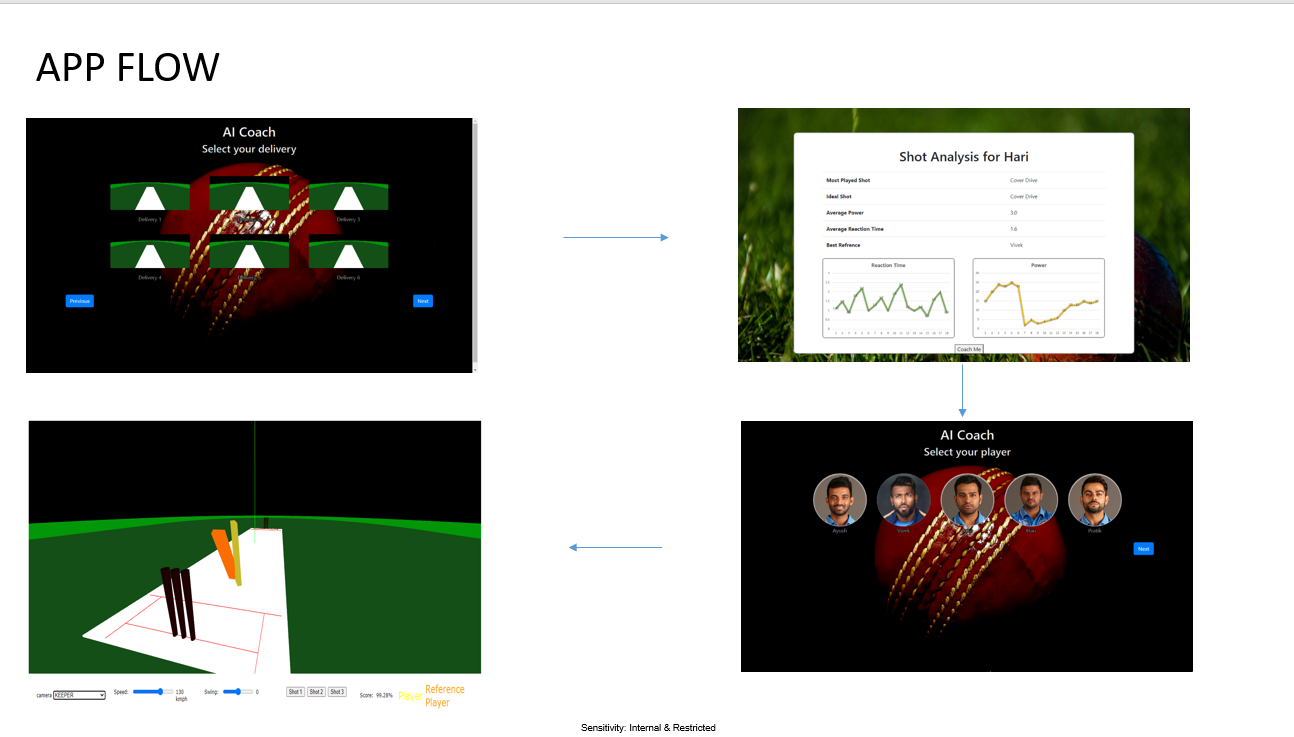 APP FLOW
AI Coach
Select your delivery
Delivery 1
Delivery 3
Delivery 4
Delivery 6
Previous
Next
Shot Analysis for Hari
Most Played Shot Cover Drive
Ideal Shot Cover Drive
Average Power 3.0
Average Reaction Time 1.6
Best Refrence Vivek
Reaction Time
Power
Coach Me
AI Coach
Select your player
Ayush
Vivek
Hari
Pratik
Next
camera KEEPER
Speed: 130 kmph
Swing: 0
Shot 1 Shot 2 Shot 3
Score: 99.28%
Player
Reference
Player
Sensitivity: Internal & Restricted